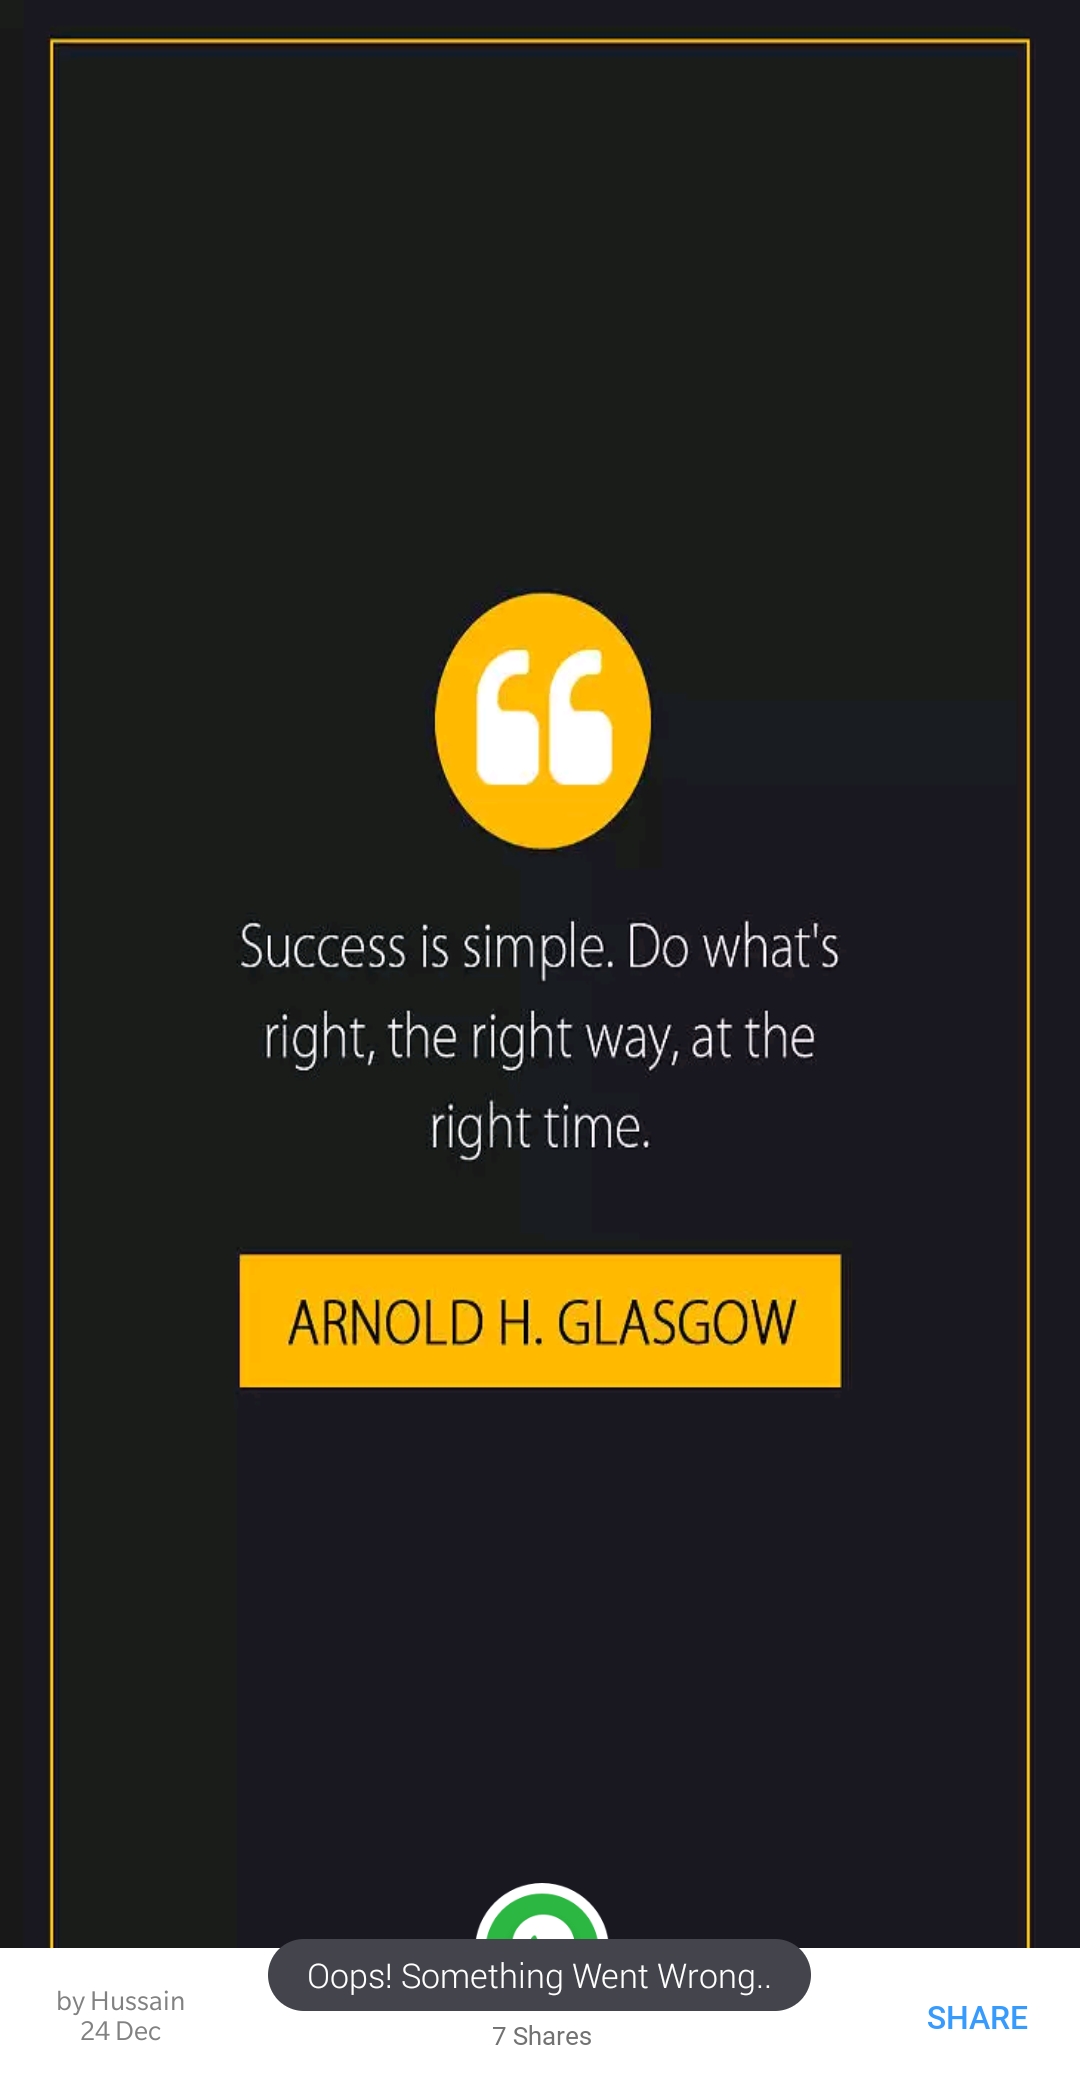 Success is simple. Do what's
right, the right way, at the
right time.
ARNOLD H. GLASGOW
Oops! Something Went Wrong..
by Hussain
24 Dec
7 Shares
SHARE